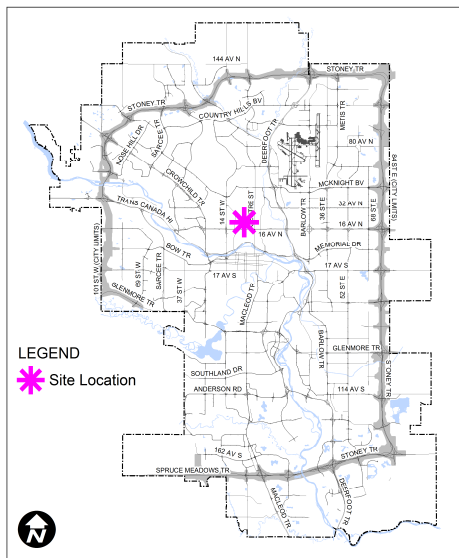 144 AV N
STONEY TR
STONEY TR
COUNTRY HILLS BV
METIS TR
NOSE HILL DR
SARCEE TR
DEERFOOT TR
80 AV N
84 ST E (CITY LIMITS)
CROWCHILD TR
MCKNIGHT BV
TRANS CANADA HI
14 ST W
RE ST
36 ST E
32 AV N
68 ST E
16 AV N
BARLOW TR
16 AV N
MEMORIAL DR
101 ST W (CITY LIMITS)
BOW TR
69 ST W
SARCEE TR
37 ST W
17 AV S
17 AV S
GLENMORE TR
MACLEOD TR
52 ST E
BARLOW TR
GLENMORE TR
STONEY TR
LEGEND
Site Location
SOUTHLAND DR
ANDERSON RD
114 AV S
162 AV S
STONEY TR
SPRUCE MEADOWS TR
MACLEOD TR
DEERFOOT TR
N